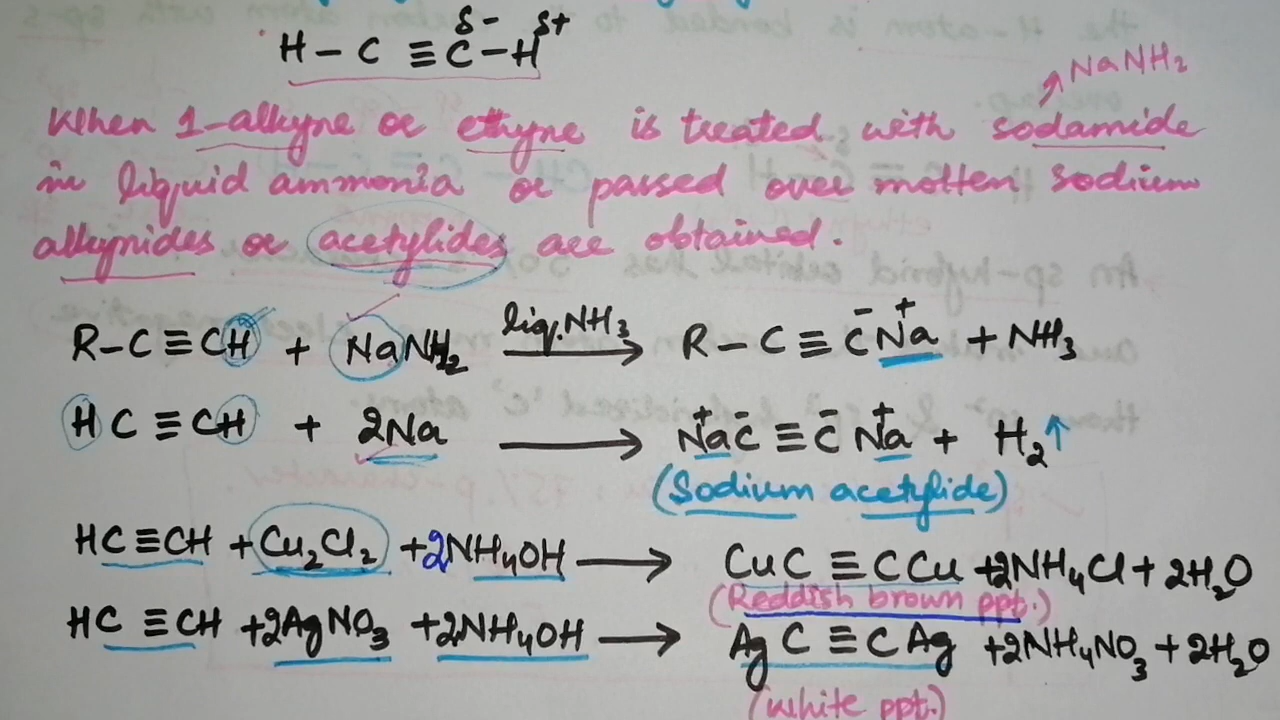 δ- δ+
H-C≡C-H
NaNH₂
When 1-alkyne or ethyne is treated with sodamide
in liquid ammonia or passed over molten sodium
alkynides or acetylides are obtained.
R-C≡CH + NaNH₂ liq.NH₃ ⟶ R-C≡C⁻Na⁺ + NH₃
HC≡CH + 2Na ⟶ Na⁺C⁻≡C⁻Na⁺ + H₂↑
(Sodium acetylide)
HC≡CH + Cu₂Cl₂ + 2NH₄OH ⟶ CuC≡CCu + 2NH₄Cl + 2H₂O
(Reddish brown ppt.)
HC≡CH + 2AgNO₃ + 2NH₄OH ⟶ AgC≡CAg + 2NH₄NO₃ + 2H₂O
(white ppt.)